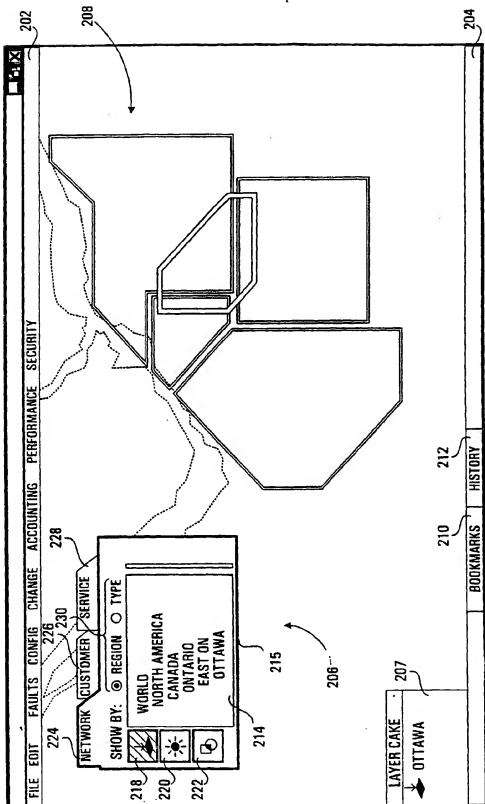 202
FILE EDIT FAULTS CONFIG CHANGE ACCOUNTING PERFORMANCE SECURITY
208
224
226
230
228
NETWORK CUSTOMER SERVICE
SHOW BY: REGION TYPE
218
220
222
WORLD
NORTH AMERICA
CANADA
ONTARIO
EAST ON
OTTAWA
214
215
206
LAYER CAKE
207
OTTAWA
210
212
BOOKMARKS HISTORY
204